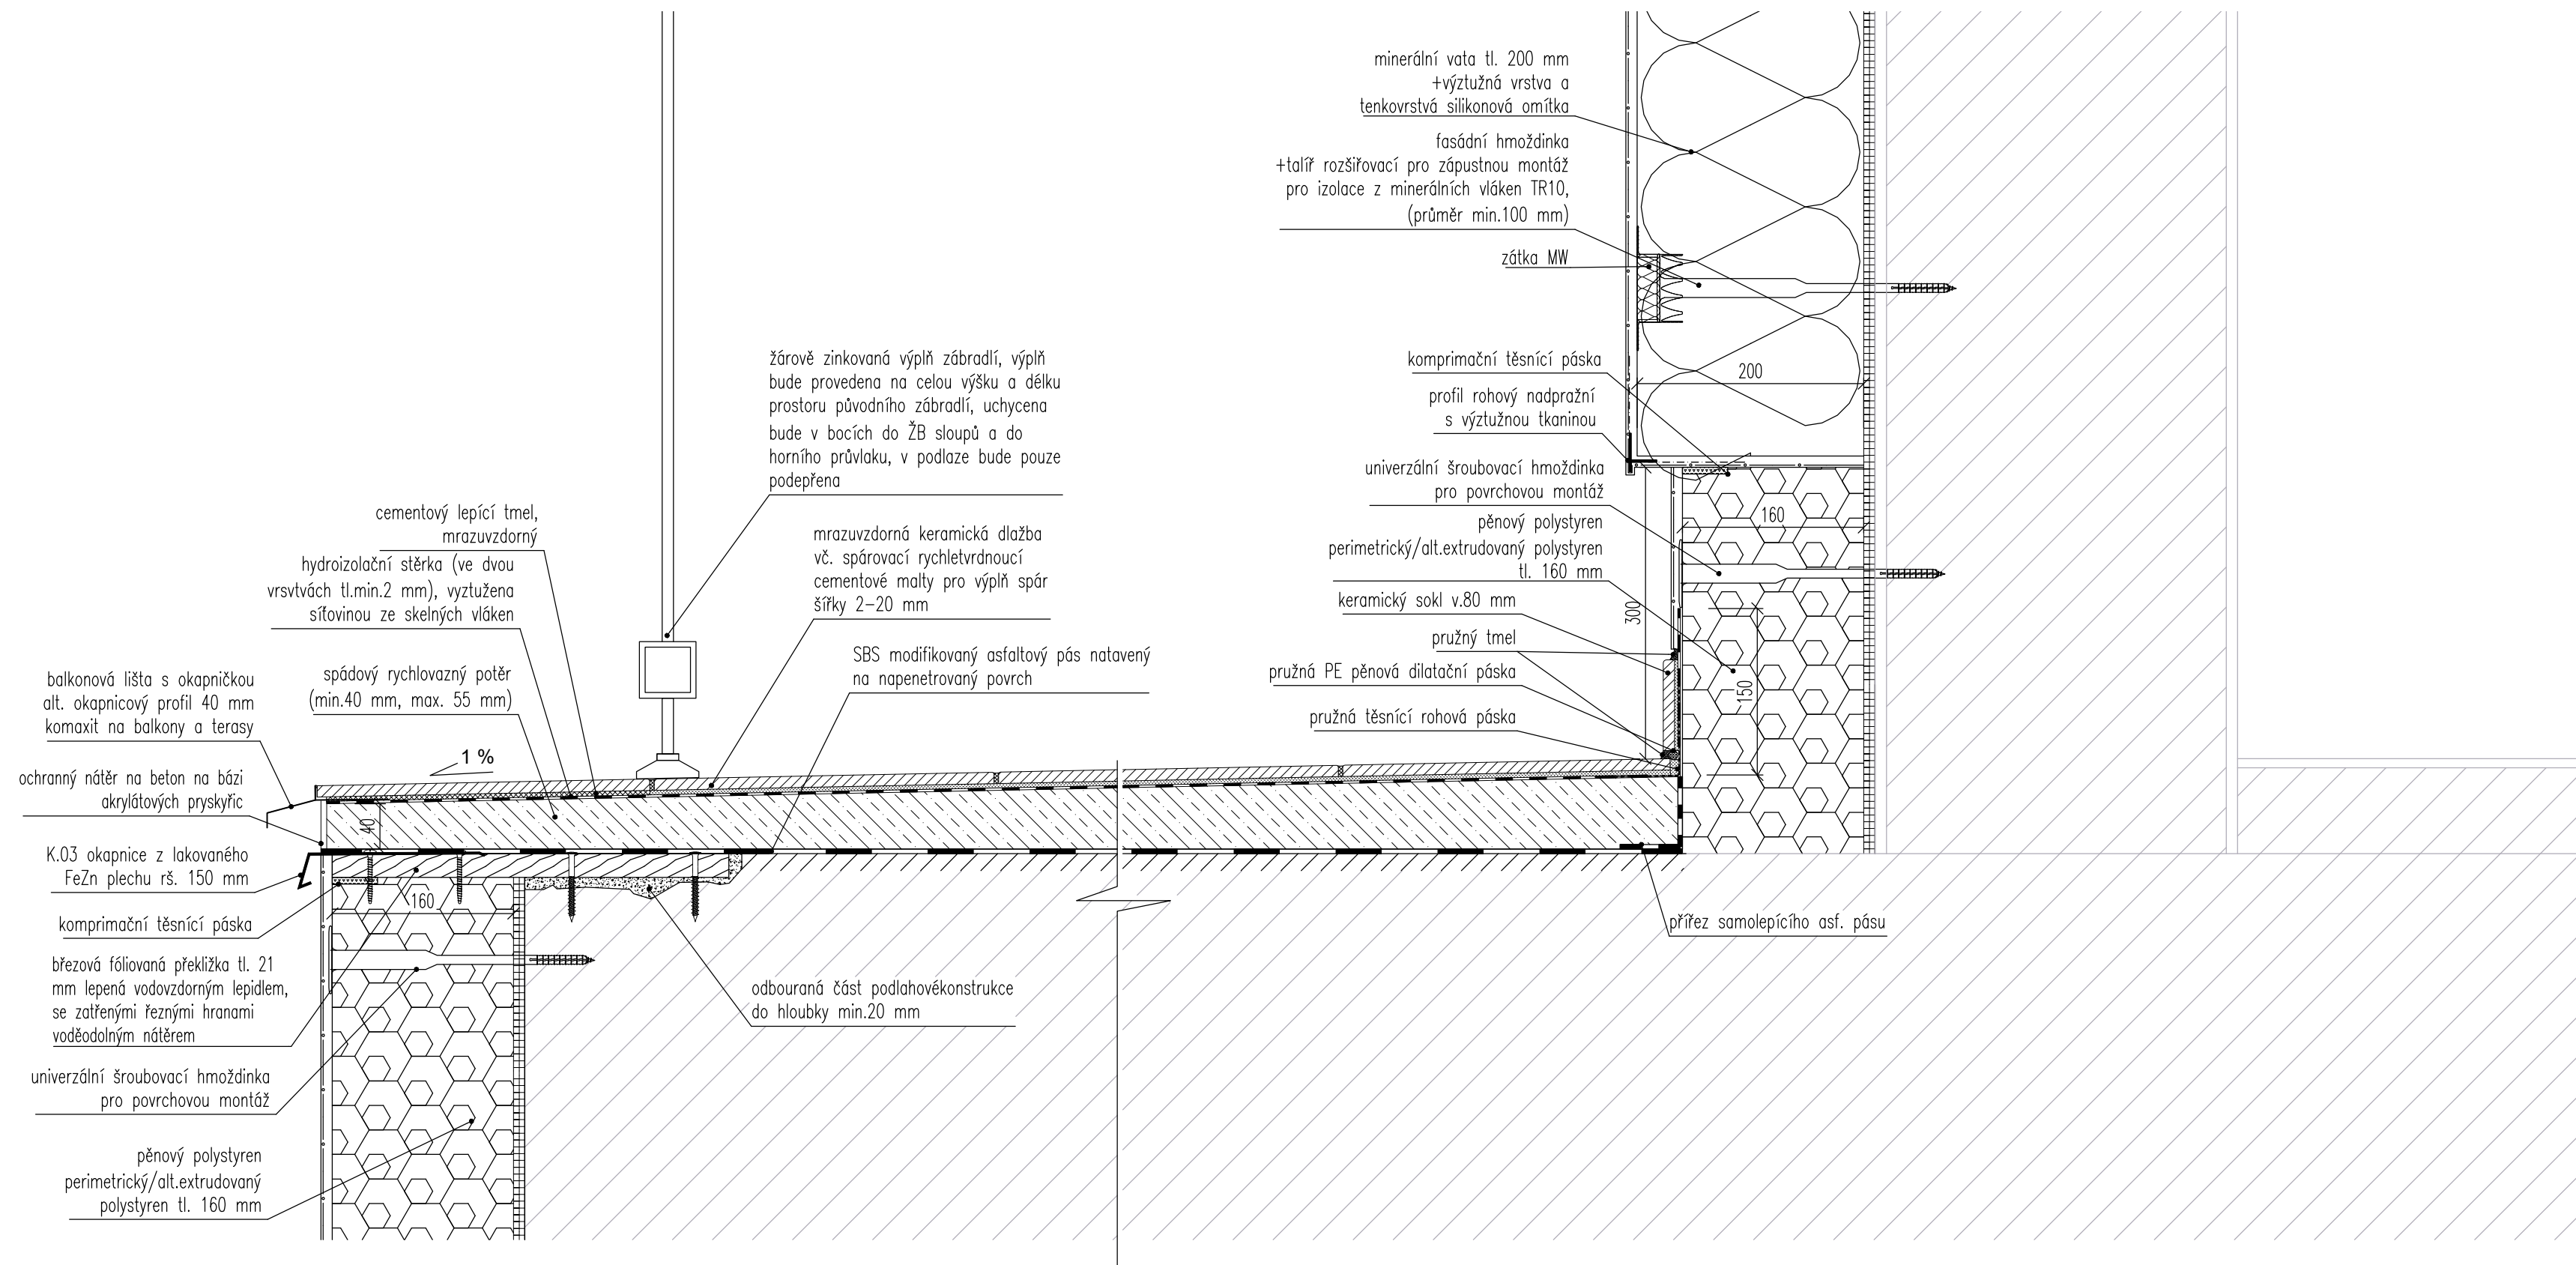 minerální vata tl. 200 mm
+výztužná vrstva a
tenkovrstvá silikonová omítka
fasádní hmoždinka
+talíř rozšiřovací pro zápustnou montáž
pro izolace z minerálních vláken TR10,
(průměr min.100 mm)
zátka MW
komprimační těsnící páska
profil rohový nadpražní
s výztužnou tkaninou
univerzální šroubovací hmoždinka
pro povrchovou montáž
pěnový polystyren
perimetrický/alt.extrudovaný polystyren
tl. 160 mm
keramický sokl v.80 mm
pružný tmel
pružná PE pěnová dilatační páska
pružná těsnící rohová páska
200
160
300
150
žárově zinkovaná výplň zábradlí, výplň
bude provedena na celou výšku a délku
prostoru původního zábradlí, uchycena
bude v bocích do ŽB sloupů a do
horního průvlaku, v podlaze bude pouze
podepřena
mrazuvzdorná keramická dlažba
vč. spárovací rychletvrdnoucí
cementové malty pro výplň spár
šířky 2-20 mm
SBS modifikovaný asfaltový pás natavený
na napenetrovaný povrch
cementový lepící tmel,
mrazuvzdorný
hydroizolační stěrka (ve dvou
vrsvtvách tl.min.2 mm), vyztužena
síťovinou ze skelných vláken
spádový rychlovazný potěr
(min.40 mm, max. 55 mm)
1 %
balkonová lišta s okapničkou
alt. okapnicový profil 40 mm
komaxit na balkony a terasy
ochranný nátěr na beton na bázi
akrylátových pryskyřic
40
K.03 okapnice z lakovaného
FeZn plechu rš. 150 mm
160
komprimační těsnící páska
březová fóliovaná překližka tl. 21
mm lepená vodovzdorným lepidlem,
se zatřenými řeznými hranami
voděodolným nátěrem
univerzální šroubovací hmoždinka
pro povrchovou montáž
pěnový polystyren
perimetrický/alt.extrudovaný
polystyren tl. 160 mm
odbouraná část podlahovékonstrukce
do hloubky min.20 mm
přířez samolepícího asf. pásu